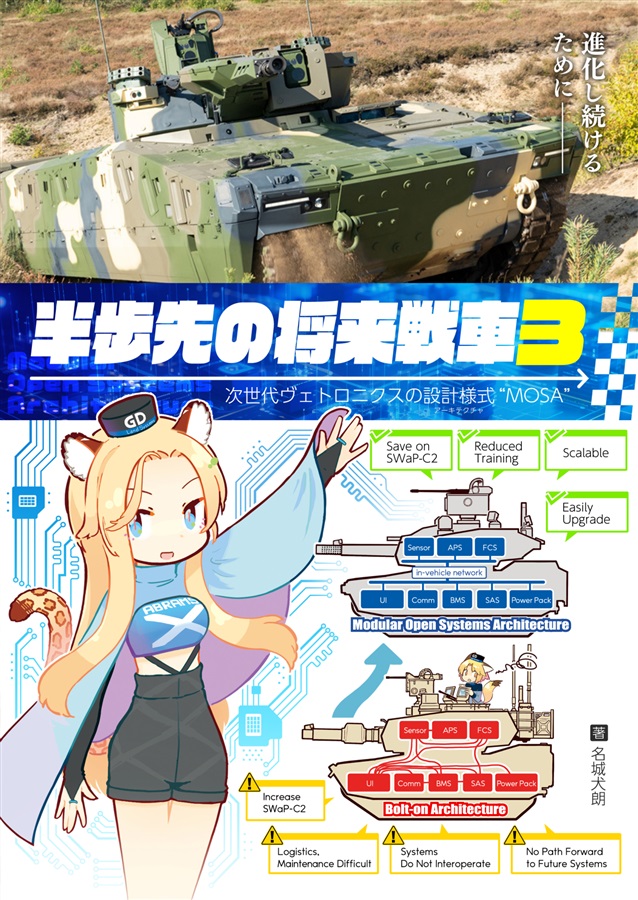 進化し続ける
ために──
半歩先の将来戦車3
次世代ヴェトロニクスの設計様式“MOSA”
アーキテクチャ
GD
Land Systems
ABRAMS
X
Save on
SWaP-C2
Reduced
Training
Scalable
Easily
Upgrade
Sensor
APS
FCS
in-vehicle network
UI
Comm
BMS
SAS
Power Pack
Modular Open Systems Architecture
Sensor
APS
FCS
UI
Comm
BMS
SAS
Power Pack
Bolt-on Architecture
著 名城犬朗
Increase
SWaP-C2
Logistics,
Maintenance Difficult
Systems
Do Not Interoperate
No Path Forward
to Future Systems